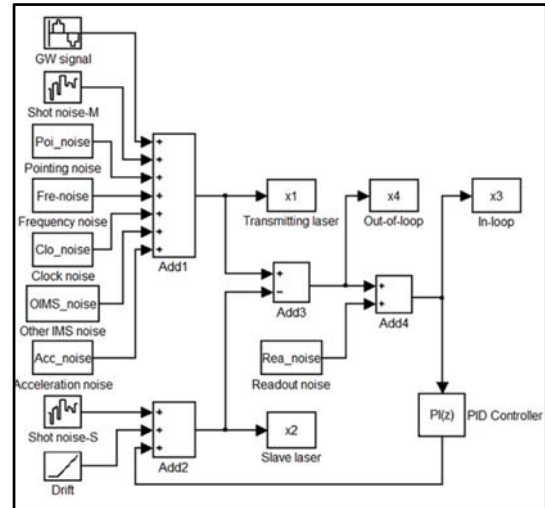 GW signal
Shot noise-M
Poi_noise
Pointing noise
Fre-noise
Frequency noise
Clo_noise
Clock noise
OIMS_noise
Other IMS noise
Acc_noise
Acceleration noise
Shot noise-S
Drift
+
+
+
+
+
+
+
Add1
+
+
+
Add2
x1
Transmitting laser
x4
Out-of-loop
x3
In-loop
+
−
Add3
+
+
Add4
Rea_noise
Readout noise
x2
Slave laser
PI(z)
PID Controller